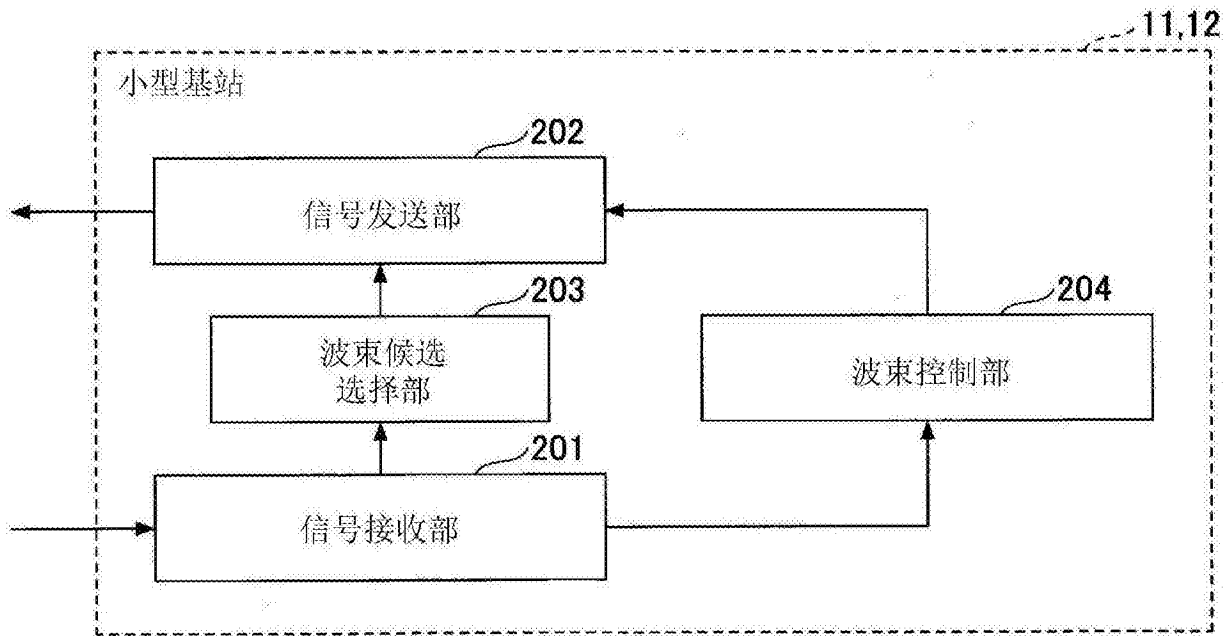 11,12
小型基站
202
信号发送部
203
波束候选
选择部
204
波束控制部
201
信号接收部